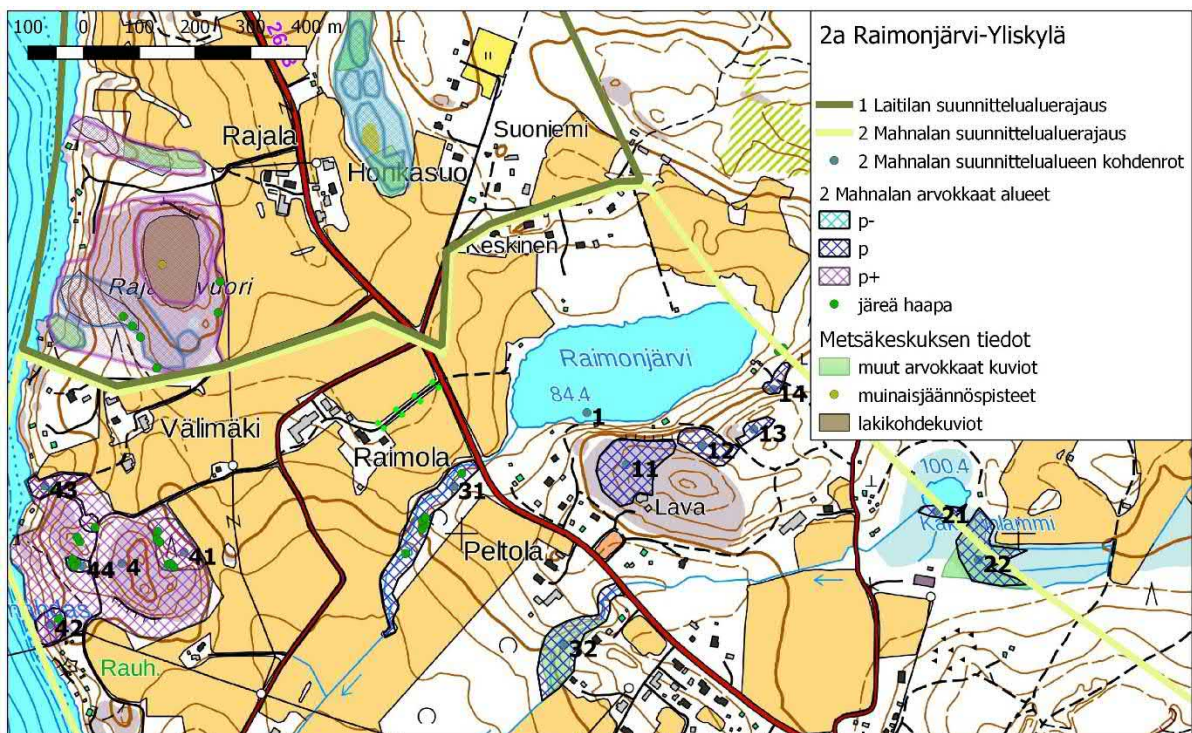 100 0 100 200 300 400 m
2a Raimonjärvi-Yliskylä
1 Laitilan suunnittelualuerajaus
2 Mahnalan suunnittelualuerajaus
2 Mahnalan suunnittelualueen kohdenrot
2 Mahnalan arvokkaat alueet
p-
p
p+
järeä haapa
Metsäkeskuksen tiedot
muut arvokkaat kuviot
muinaisjäännöspisteet
lakikohdekuviot
Rajala
Suoniemi
Honkasuo
Keskinen
Raimonjärvi
84.4
1
14
Välimäki
Raimola
13
12
11
Lava
100.4
31
43
21
Peltola
22
41
4
44
42
32
Rauh.